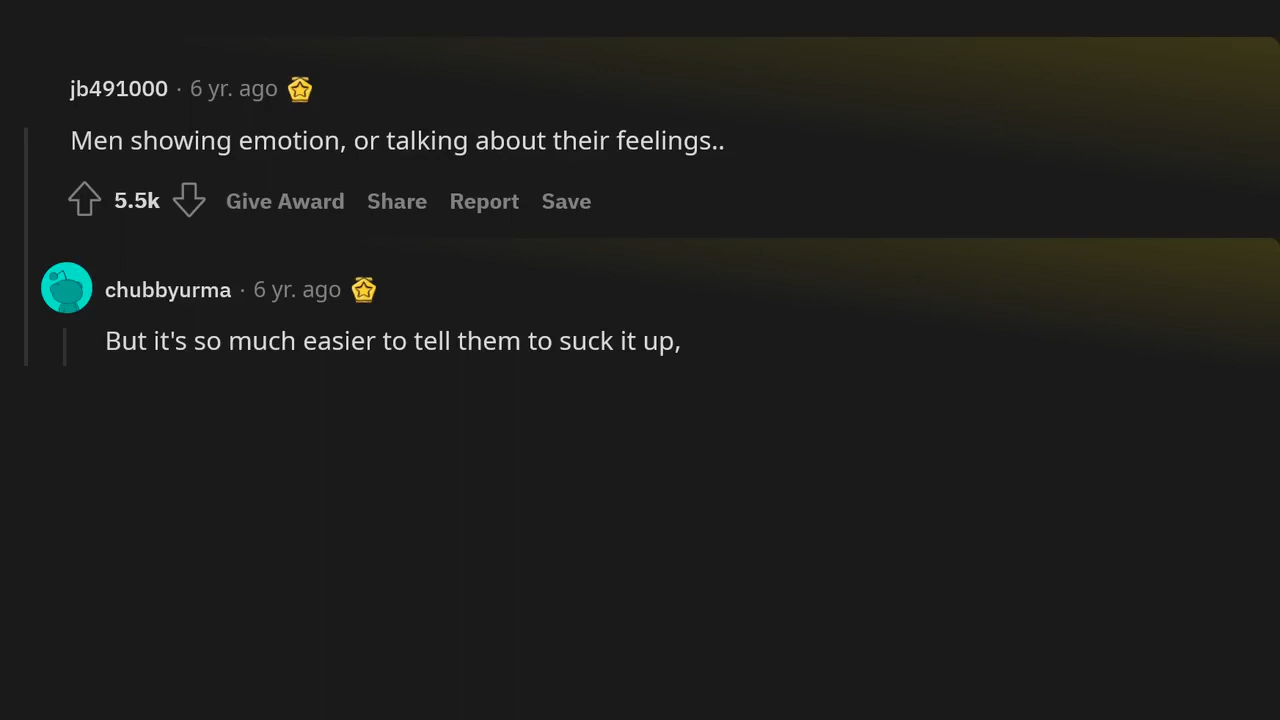 jb491000 · 6 yr. ago
Men showing emotion, or talking about their feelings..
5.5k Give Award Share Report Save
chubbyurma · 6 yr. ago
But it's so much easier to tell them to suck it up,